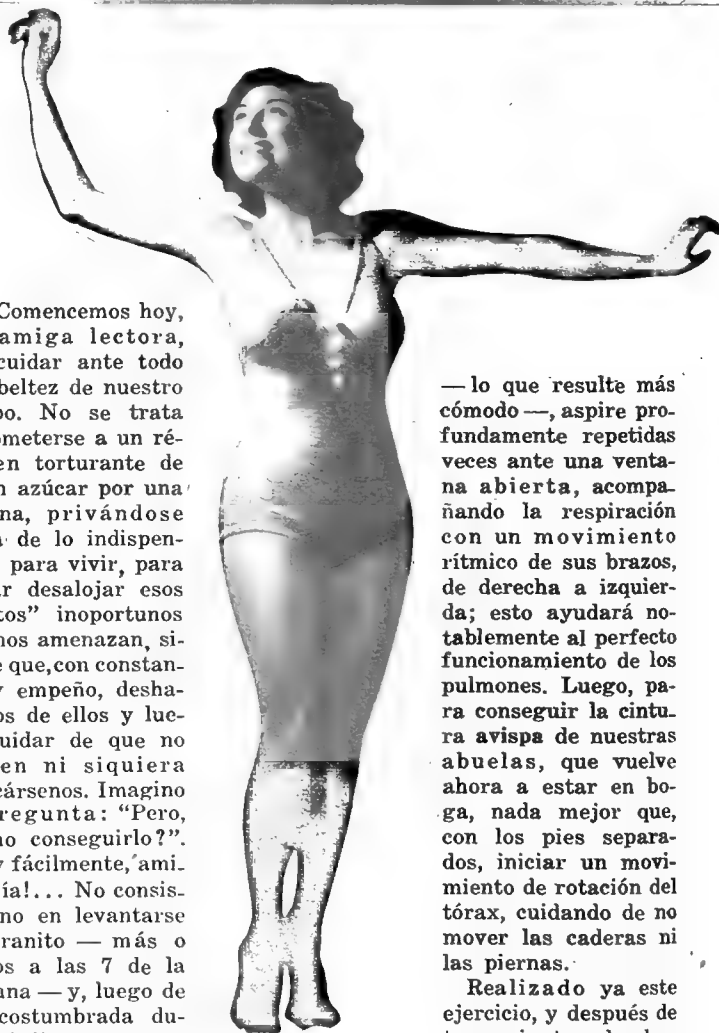 Comencemos hoy,
amiga lectora,
cuidar ante todo
beltez de nuestro
po. No se trata
ometerse a un ré-
en torturante de
n azúcar por una
na, privándose
de lo indispen-
para vivir, para
ar desalojar esos
tos" inoportunos
nos amenazan, si-
e que, con constan-
y empeño, desha-
os de ellos y lue-
uidar de que no
en ni siquiera
cársenos. Imagino
regunta: "Pero,
no conseguirlo?".
y fácilmente, ami-
ía!... No consis-
no en levantarse
ranito — más o
os a las 7 de la
ana — y, luego de
costumbrada du-
— lo que resulte más
cómodo —, aspire pro-
fundamente repetidas
veces ante una venta-
na abierta, acompa-
ñando la respiración
con un movimiento
rítmico de sus brazos,
de derecha a izquier-
da; esto ayudará no-
tablemente al perfecto
funcionamiento de los
pulmones. Luego, pa-
ra conseguir la cintu-
ra avispa de nuestras
abuelas, que vuelve
ahora a estar en bo-
ga, nada mejor que,
con los pies separa-
dos, iniciar un movi-
miento de rotación del
tórax, cuidando de no
mover las caderas ni
las piernas.
Realizado ya este
ejercicio, y después de